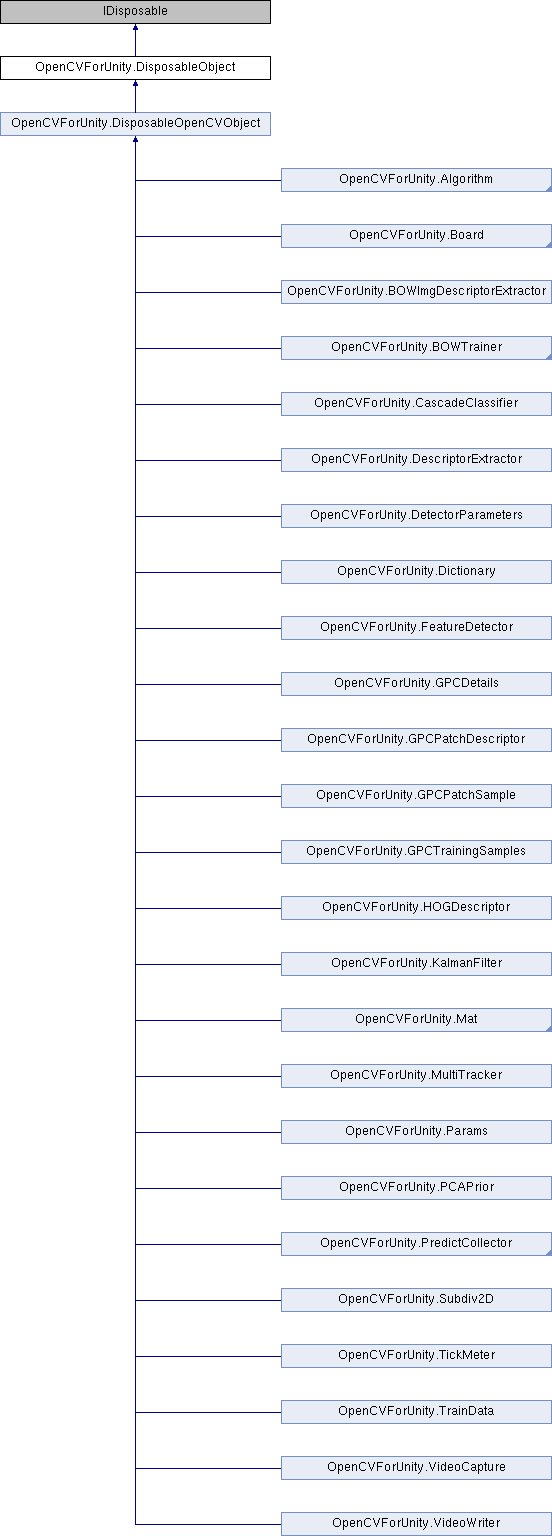 IDisposable
OpenCVForUnity.DisposableObject
OpenCVForUnity.DisposableOpenCVObject
OpenCVForUnity.Algorithm
OpenCVForUnity.Board
OpenCVForUnity.BOWImgDescriptorExtractor
OpenCVForUnity.BOWTrainer
OpenCVForUnity.CascadeClassifier
OpenCVForUnity.DescriptorExtractor
OpenCVForUnity.DetectorParameters
OpenCVForUnity.Dictionary
OpenCVForUnity.FeatureDetector
OpenCVForUnity.GPCDetails
OpenCVForUnity.GPCPatchDescriptor
OpenCVForUnity.GPCPatchSample
OpenCVForUnity.GPCTrainingSamples
OpenCVForUnity.HOGDescriptor
OpenCVForUnity.KalmanFilter
OpenCVForUnity.Mat
OpenCVForUnity.MultiTracker
OpenCVForUnity.Params
OpenCVForUnity.PCAPrior
OpenCVForUnity.PredictCollector
OpenCVForUnity.Subdiv2D
OpenCVForUnity.TickMeter
OpenCVForUnity.TrainData
OpenCVForUnity.VideoCapture
OpenCVForUnity.VideoWriter